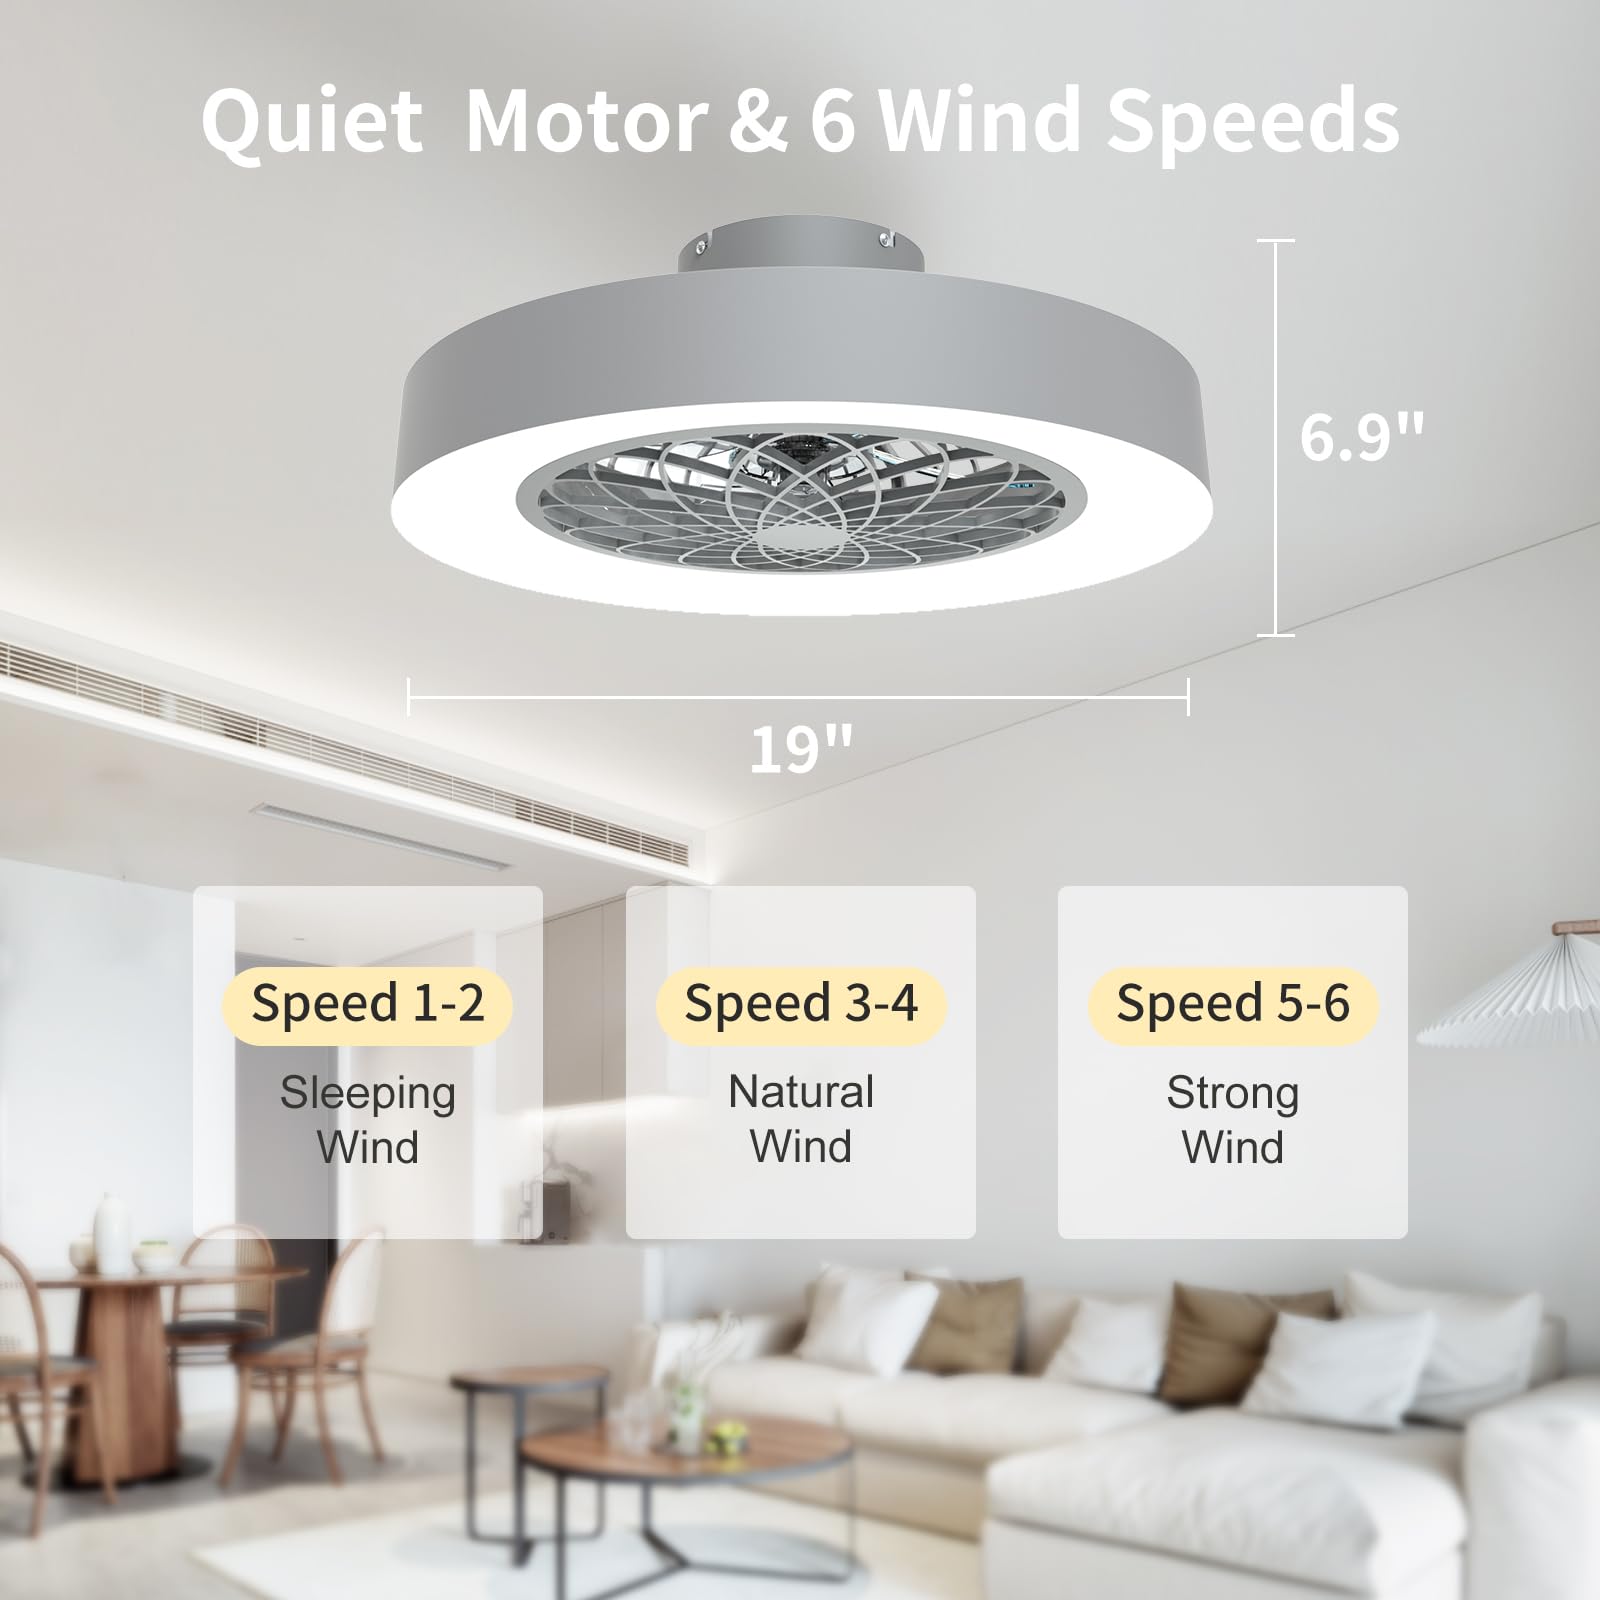 Quiet Motor & 6 Wind Speeds
6.9"
19"
Speed 1-2
Sleeping
Wind
Speed 3-4
Natural
Wind
Speed 5-6
Strong
Wind